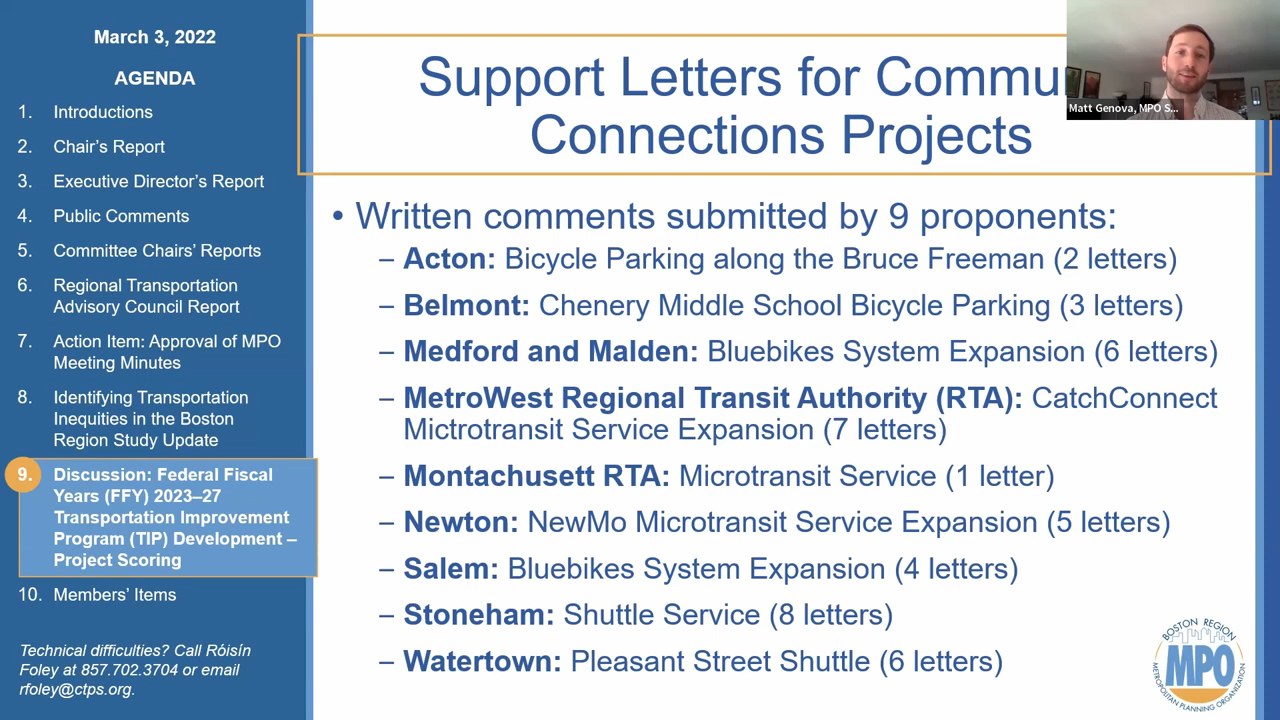 March 3, 2022
AGENDA
1. Introductions
2. Chair's Report
3. Executive Director's Report
4. Public Comments
5. Committee Chairs' Reports
6. Regional Transportation
Advisory Council Report
7. Action Item: Approval of MPO
Meeting Minutes
8. Identifying Transportation
Inequities in the Boston
Region Study Update
9. Discussion: Federal Fiscal
Years (FFY) 2023–27
Transportation Improvement
Program (TIP) Development –
Project Scoring
10. Members' Items
Technical difficulties? Call Róisín
Foley at 857.702.3704 or email
rfoley@ctps.org.
Support Letters for Commu
Connections Projects
Matt Genova, MPO S...
• Written comments submitted by 9 proponents:
– Acton: Bicycle Parking along the Bruce Freeman (2 letters)
– Belmont: Chenery Middle School Bicycle Parking (3 letters)
– Medford and Malden: Bluebikes System Expansion (6 letters)
– MetroWest Regional Transit Authority (RTA): CatchConnect
Mictrotransit Service Expansion (7 letters)
– Montachusett RTA: Microtransit Service (1 letter)
– Newton: NewMo Microtransit Service Expansion (5 letters)
– Salem: Bluebikes System Expansion (4 letters)
– Stoneham: Shuttle Service (8 letters)
– Watertown: Pleasant Street Shuttle (6 letters)
BOSTON REGION
MPO
METROPOLITAN PLANNING ORGANIZATION